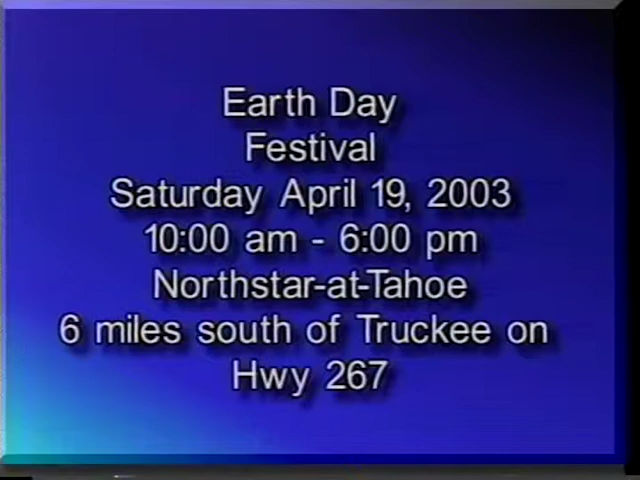 Earth Day
Festival
Saturday April 19, 2003
10:00 am - 6:00 pm
Northstar-at-Tahoe
6 miles south of Truckee on
Hwy 267